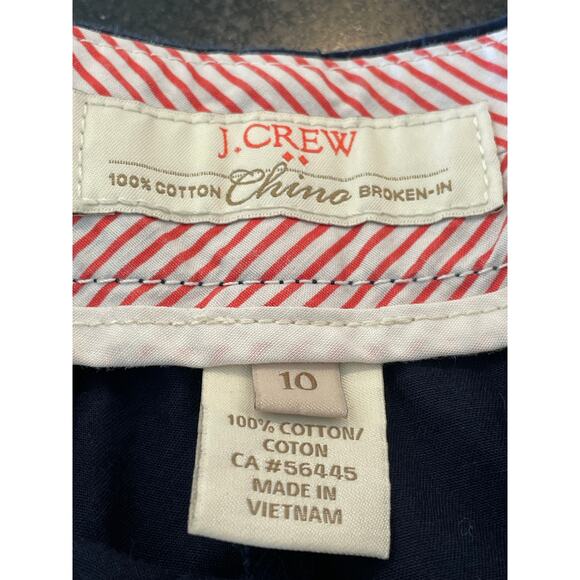 J.CREW
100% COTTON Chino BROKEN-IN
10
100% COTTON/
COTON
CA #56445
MADE IN
VIETNAM